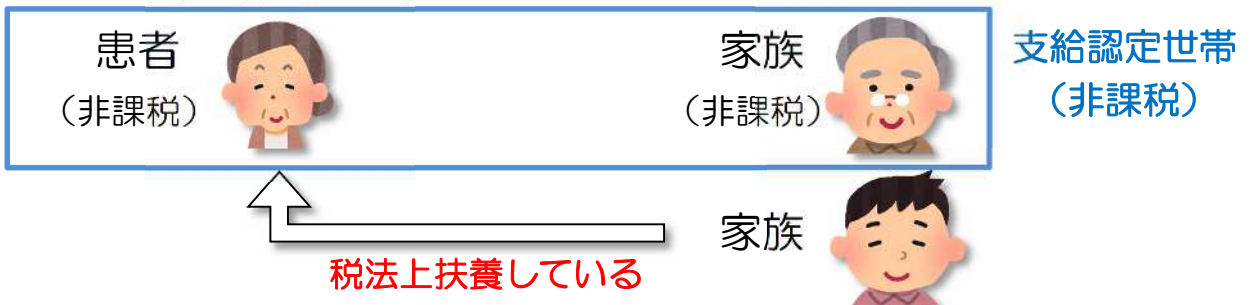 患者
（非課税）
家族
（非課税）
支給認定世帯
（非課税）
家族
税法上扶養している